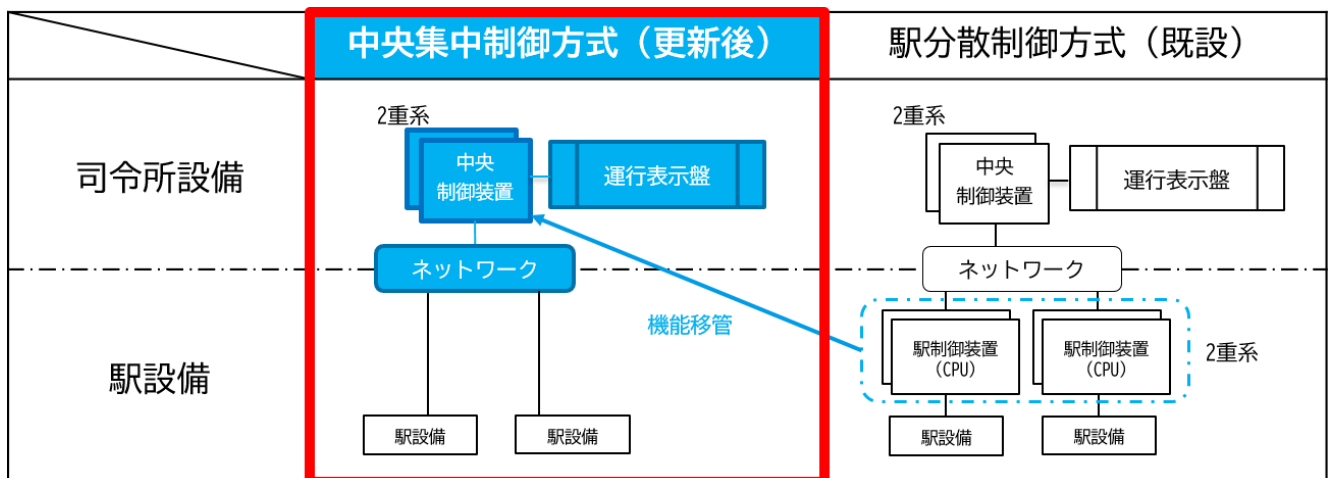 中央集中制御方式（更新後）
駅分散制御方式（既設）
司令所設備
2重系
中央
制御装置
運行表示盤
ネットワーク
2重系
中央
制御装置
運行表示盤
ネットワーク
駅設備
機能移管
駅設備
駅設備
駅制御装置
（CPU）
駅制御装置
（CPU）
2重系
駅設備
駅設備